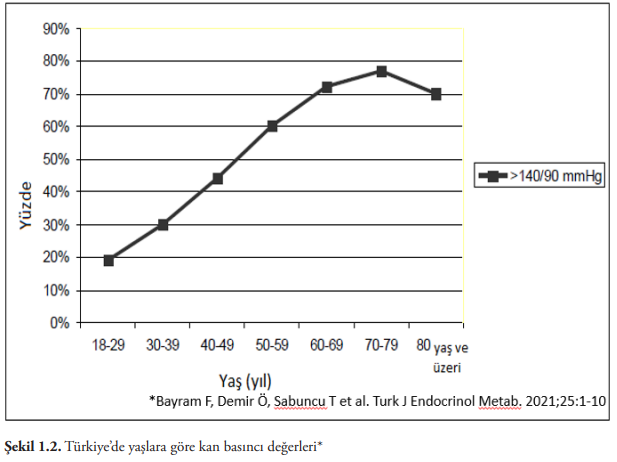 90%
80%
70%
60%
50%
40%
30%
20%
10%
0%
Yüzde
18-29 30-39 40-49 50-59 60-69 70-79 80 yaş ve
üzeri
Yaş (yıl)
>140/90 mmHg
*Bayram F, Demir Ö, Sabuncu T et al. Turk J Endocrinol Metab. 2021;25:1-10
Şekil 1.2. Türkiye’de yaşlara göre kan basıncı değerleri*